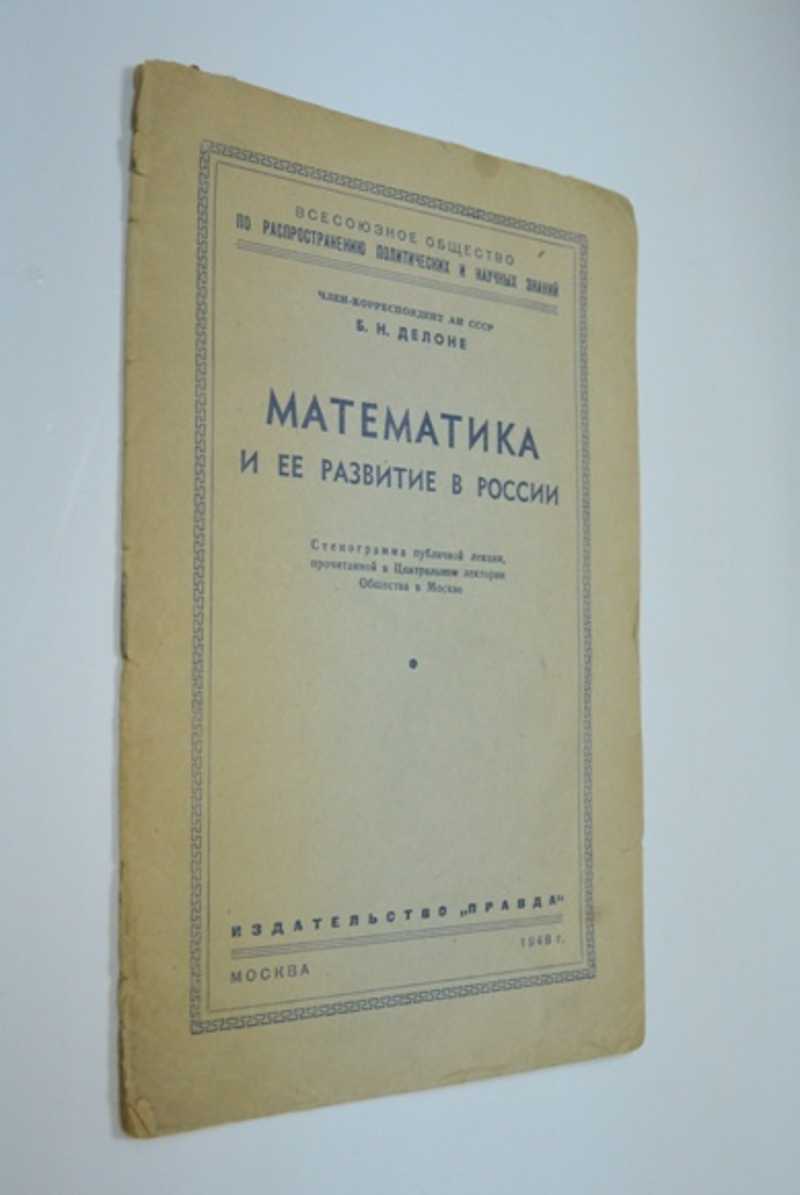 ВСЕСОЮЗНОЕ ОБЩЕСТВО
ПО РАСПРОСТРАНЕНИЮ ПОЛИТИЧЕСКИХ И НАУЧНЫХ ЗНАНИЙ
ЧЛЕН-КОРРЕСПОНДЕНТ АН СССР
Б. Н. ДЕЛОНЕ
МАТЕМАТИКА
И ЕЕ РАЗВИТИЕ В РОССИИ
Стенограмма публичной лекции,
прочитанной в Центральном лектории
Общества в Москве
ИЗДАТЕЛЬСТВО „ПРАВДА“
МОСКВА 1948 г.